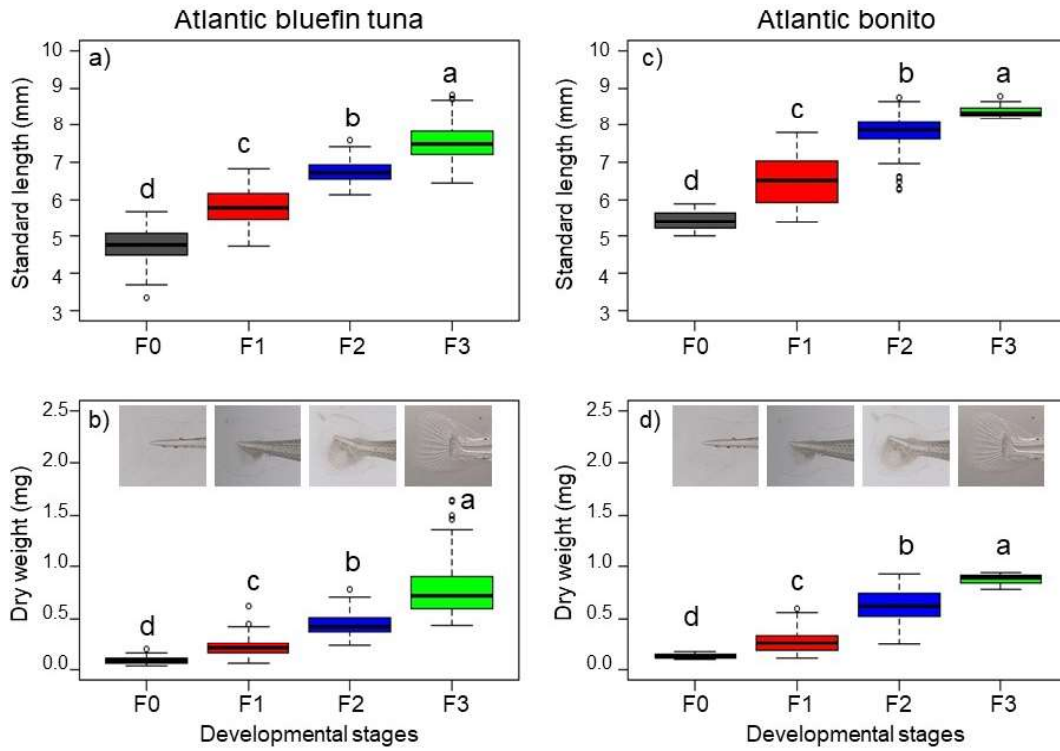 Atlantic bluefin tuna
Atlantic bonito
a)
Standard length (mm)
10
9
8
7
6
5
4
3
d
c
b
a
F0 F1 F2 F3
c)
Standard length (mm)
10
9
8
7
6
5
4
3
d
c
b
a
F0 F1 F2 F3
b)
Dry weight (mg)
2.5
2.0
1.5
1.0
0.5
0.0
d
c
b
a
F0 F1 F2 F3
Developmental stages
d)
Dry weight (mg)
2.5
2.0
1.5
1.0
0.5
0.0
d
c
b
a
F0 F1 F2 F3
Developmental stages